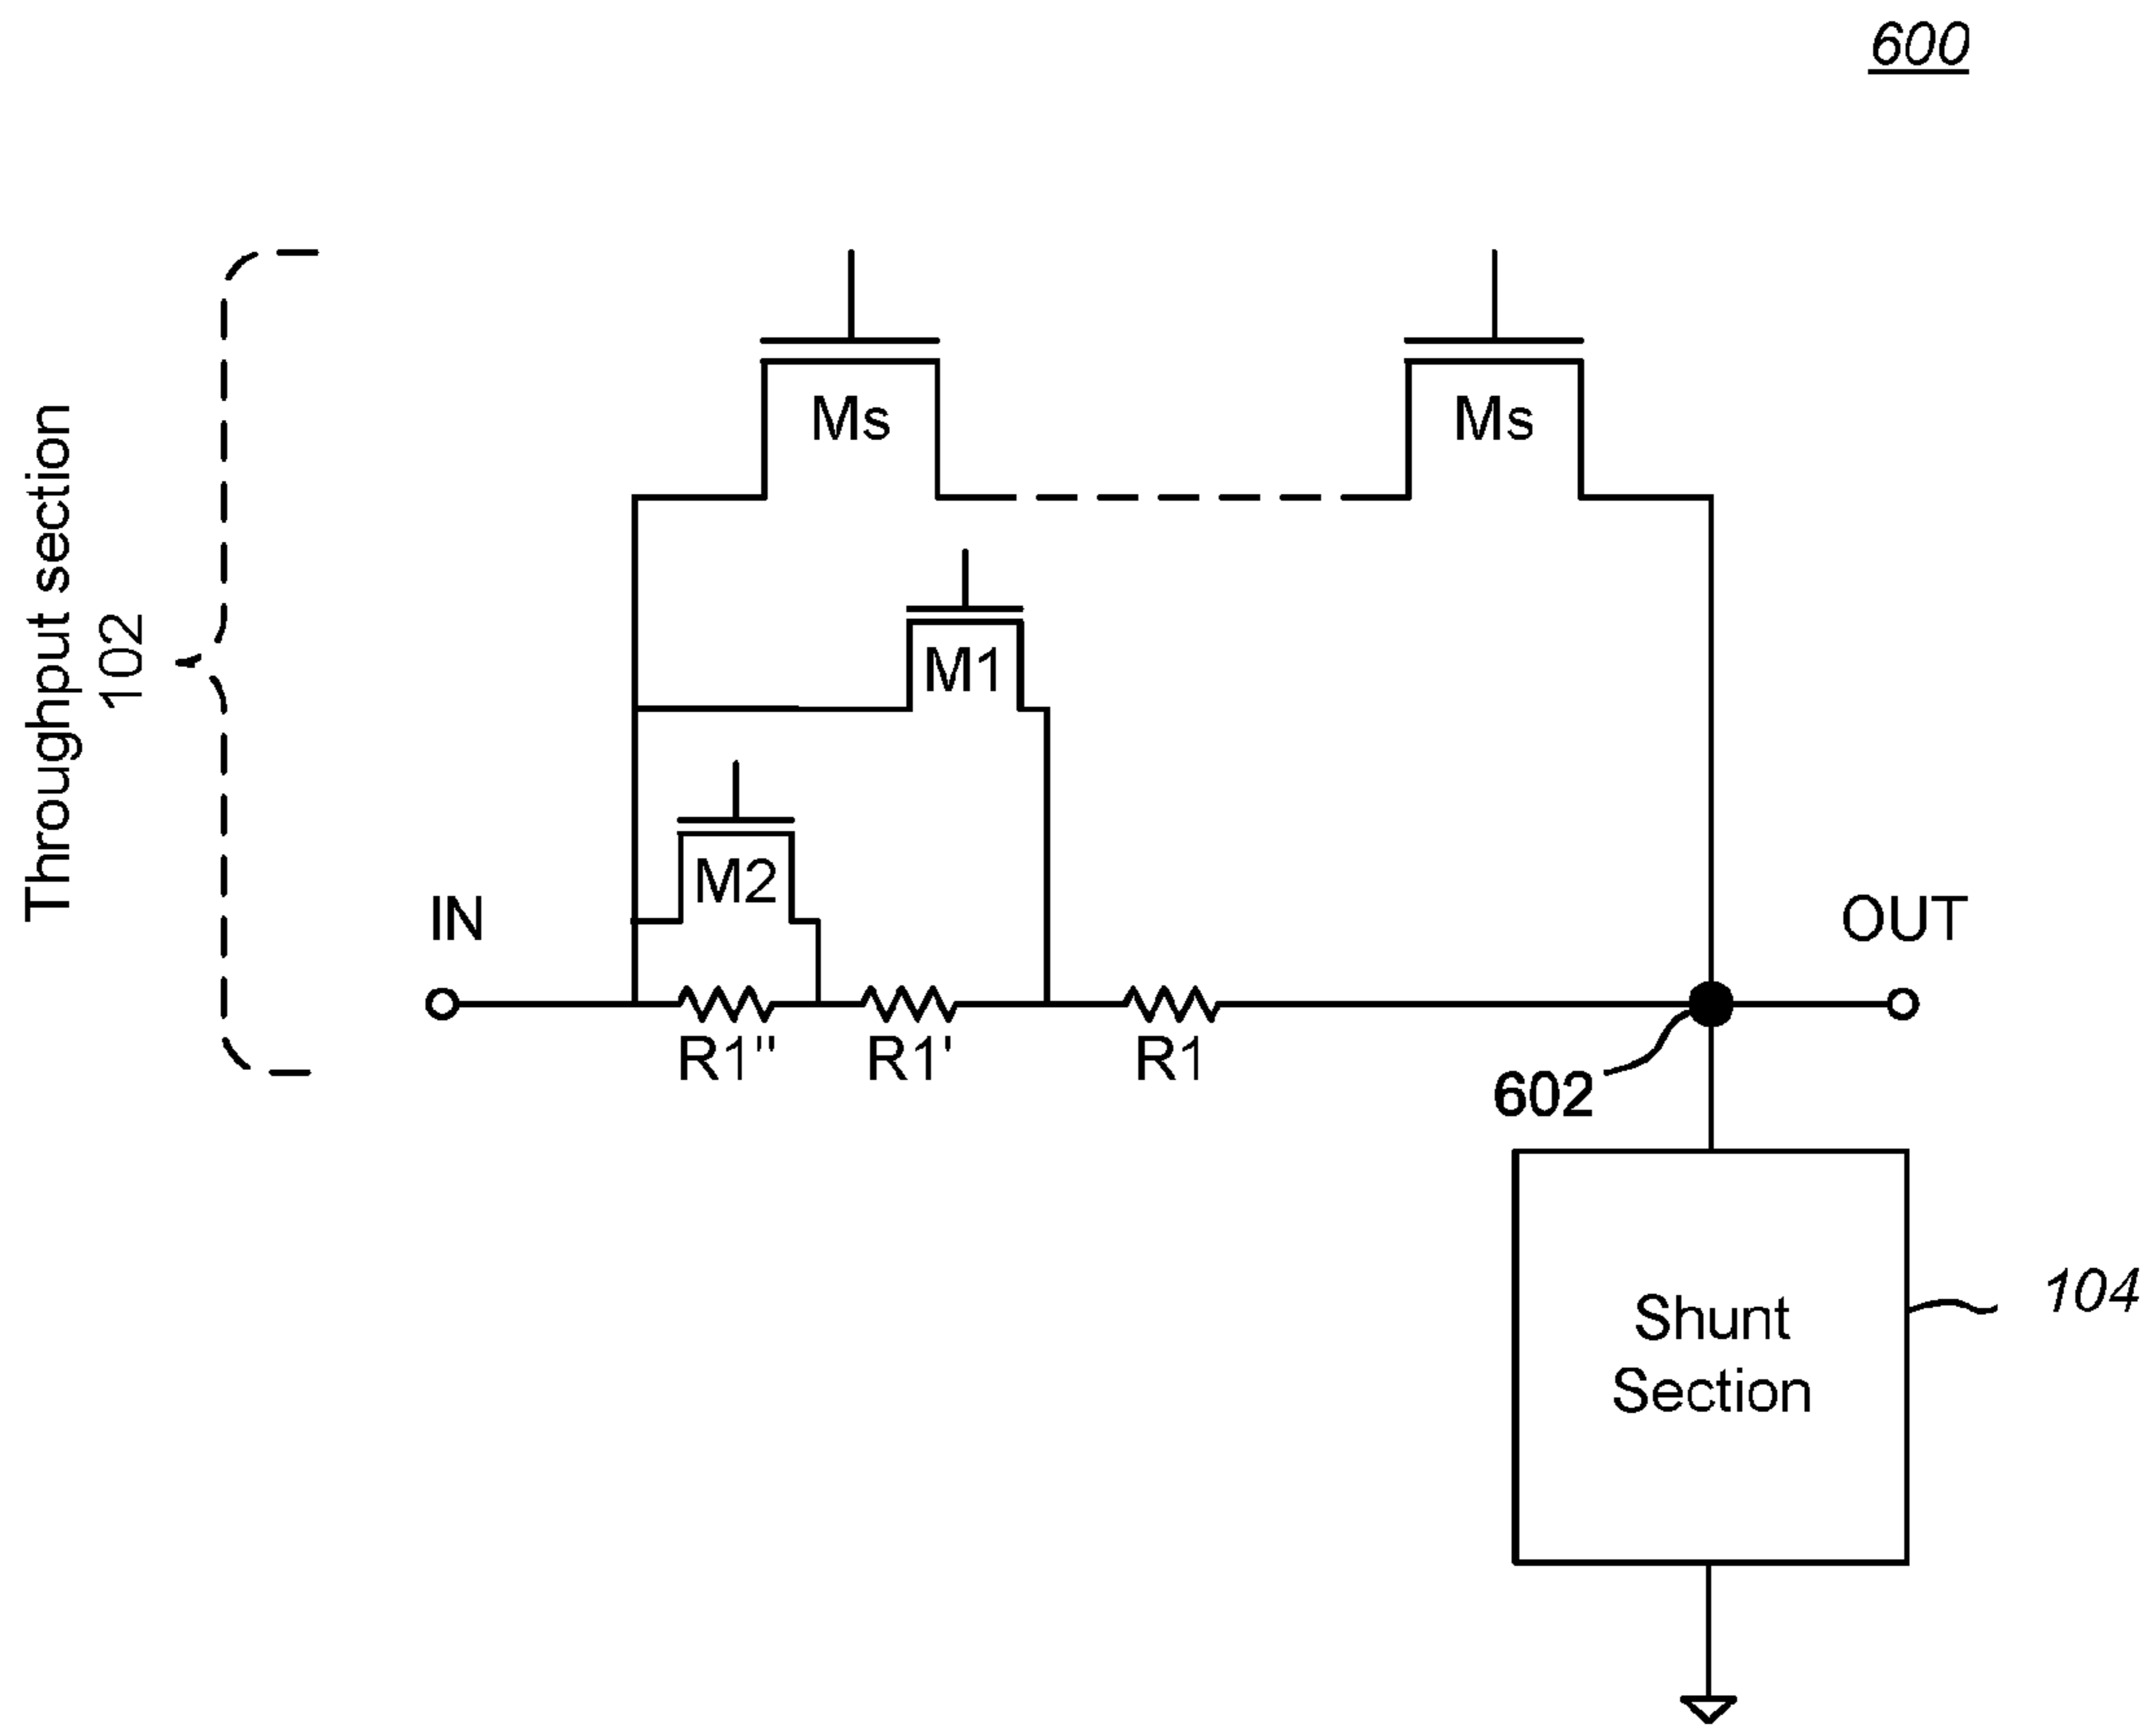 600
Throughput section
102
Ms
Ms
M1
M2
IN
OUT
R1"
R1'
R1
602
Shunt
Section
104